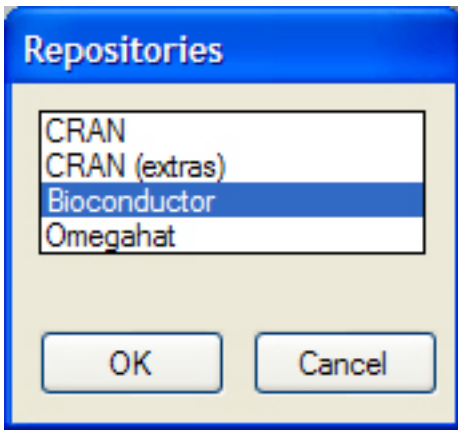 Repositories
CRAN
CRAN (extras)
Bioconductor
Omegahat
OK Cancel